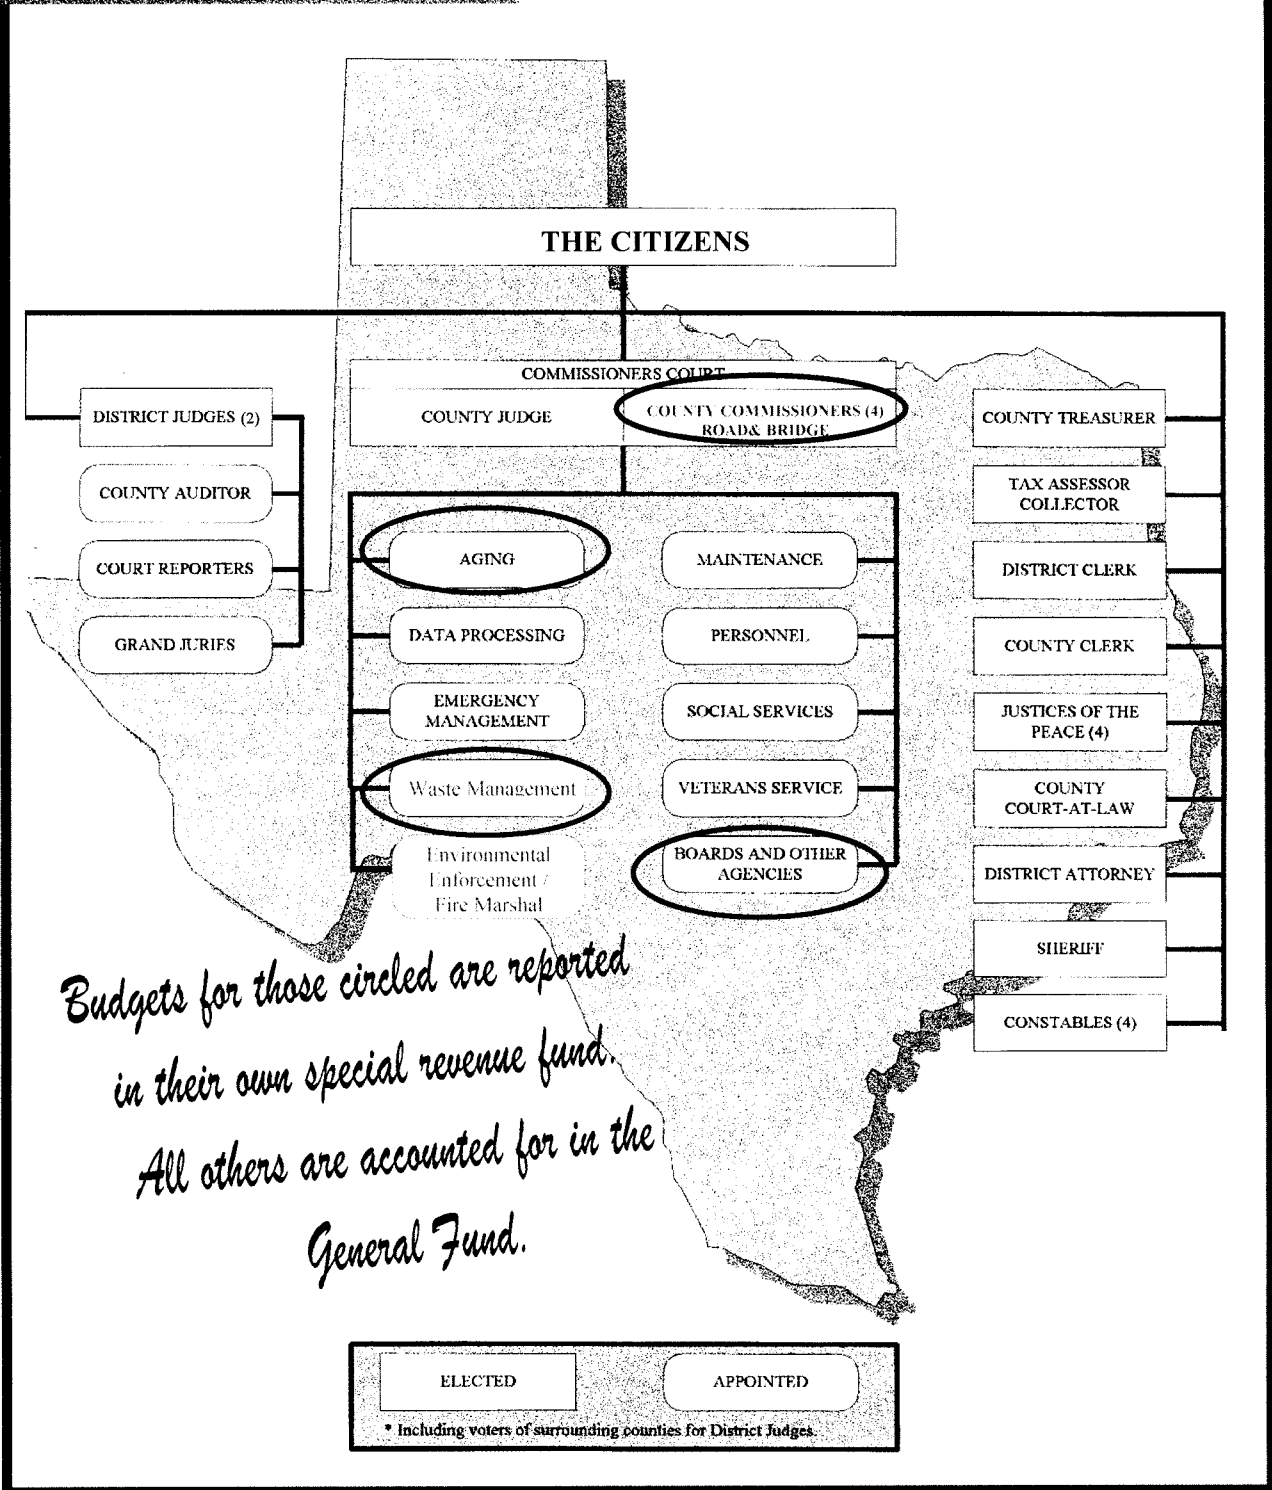 THE CITIZENS
COMMISSIONERS COURT
COUNTY JUDGE
COUNTY COMMISSIONERS (4)
ROAD& BRIDGE
DISTRICT JUDGES (2)
COUNTY AUDITOR
COURT REPORTERS
GRAND JURIES
AGING
DATA PROCESSING
EMERGENCY
MANAGEMENT
Waste Management
Environmental
Enforcement /
Fire Marshal
MAINTENANCE
PERSONNEL
SOCIAL SERVICES
VETERANS SERVICE
BOARDS AND OTHER
AGENCIES
COUNTY TREASURER
TAX ASSESSOR
COLLECTOR
DISTRICT CLERK
COUNTY CLERK
JUSTICES OF THE
PEACE (4)
COUNTY
COURT-AT-LAW
DISTRICT ATTORNEY
SHERIFF
CONSTABLES (4)
Budgets for those circled are reported
in their own special revenue fund.
All others are accounted for in the
General Fund.
ELECTED
APPOINTED
* Including voters of surrounding counties for District Judges.